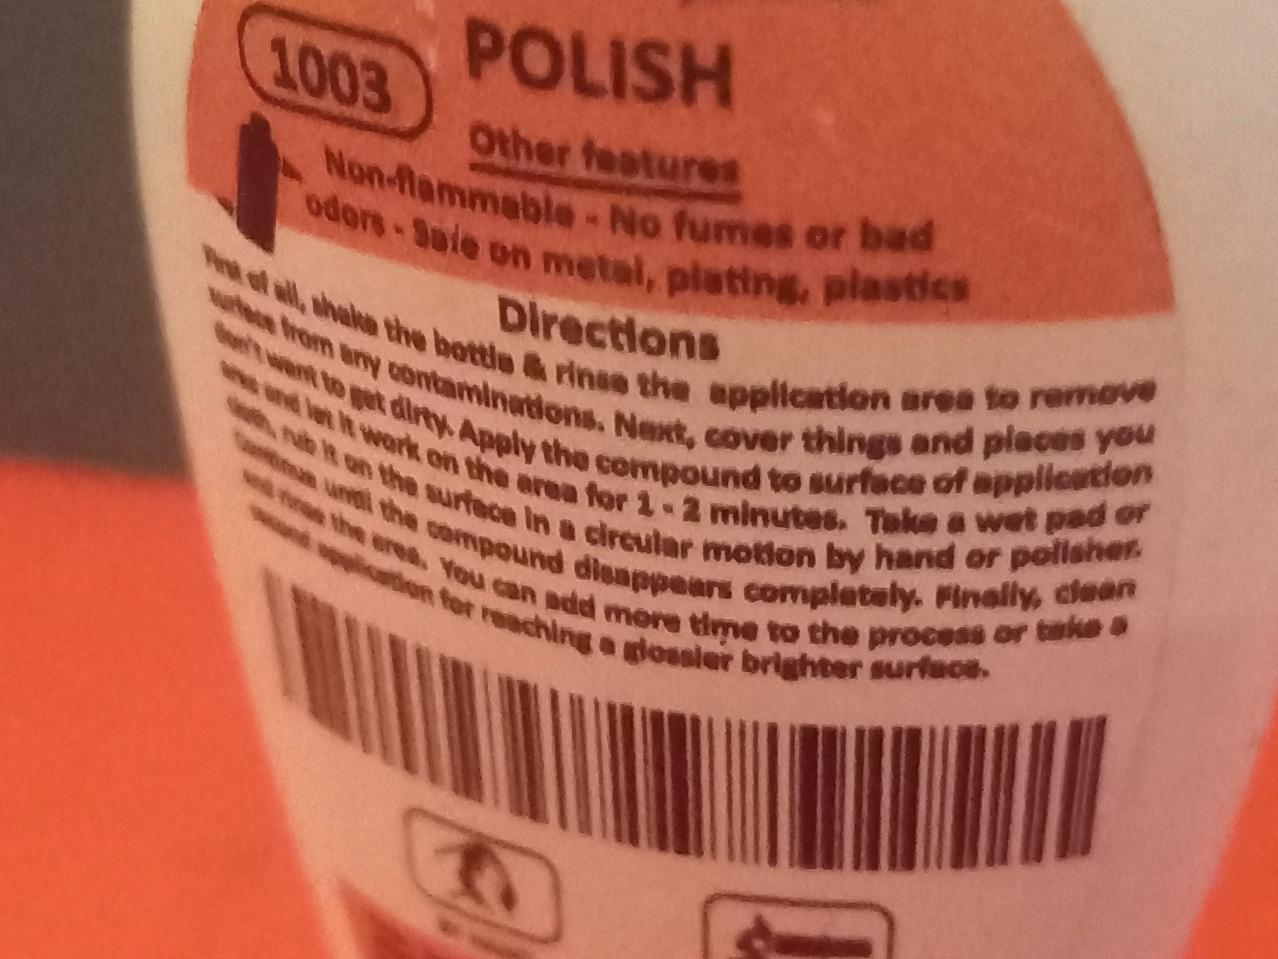 1003
POLISH
Other features
Non-flammable - No fumes or bad
odors - Safe on metal, plating, plastics
Directions
First of all, shake the bottle & rinse the application area to remove
surface from any contaminations. Next, cover things and places you
don't want to get dirty. Apply the compound to surface of application
area and let it work on the area for 1 - 2 minutes. Take a wet pad or
cloth, rub it on the surface in a circular motion by hand or polisher.
Continue until the compound disappears completely. Finally, clean
and rinse the area. You can add more time to the process or take a
second application for reaching a glossier brighter surface.